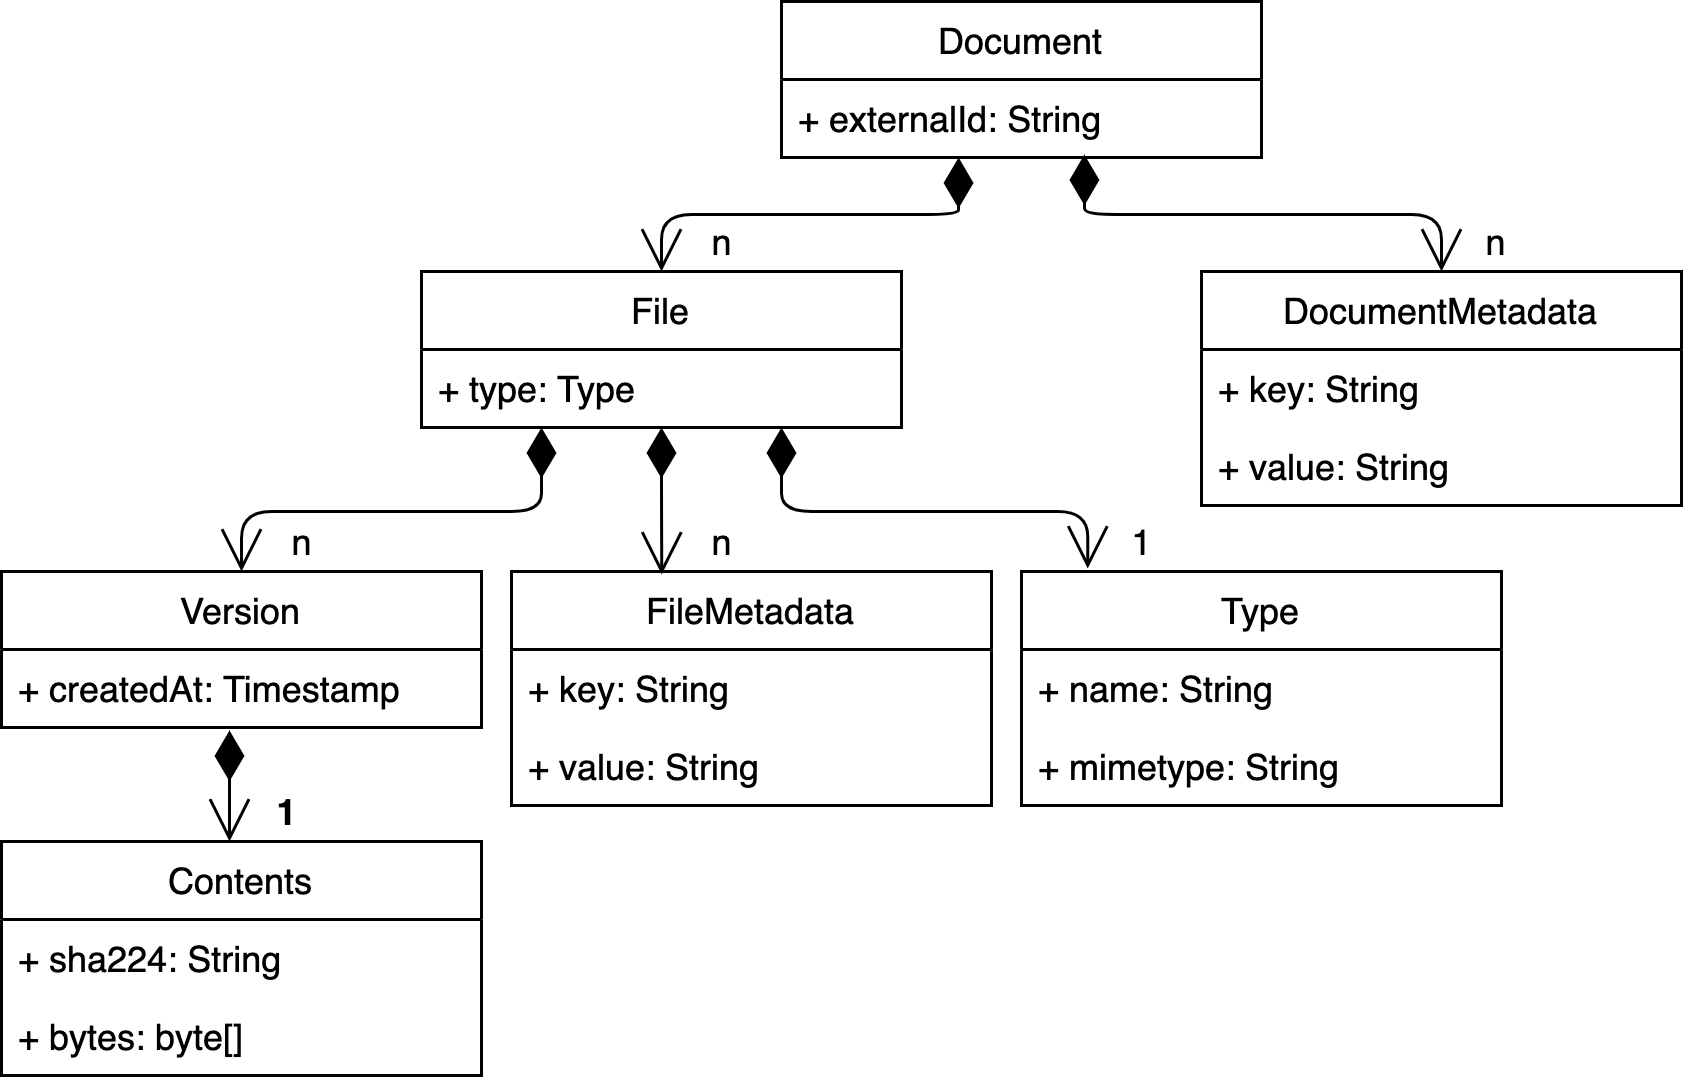 Document
+ externalId: String
n
n
File
+ type: Type
DocumentMetadata
+ key: String
+ value: String
n
n
1
Version
+ createdAt: Timestamp
FileMetadata
+ key: String
+ value: String
Type
+ name: String
+ mimetype: String
1
Contents
+ sha224: String
+ bytes: byte[]